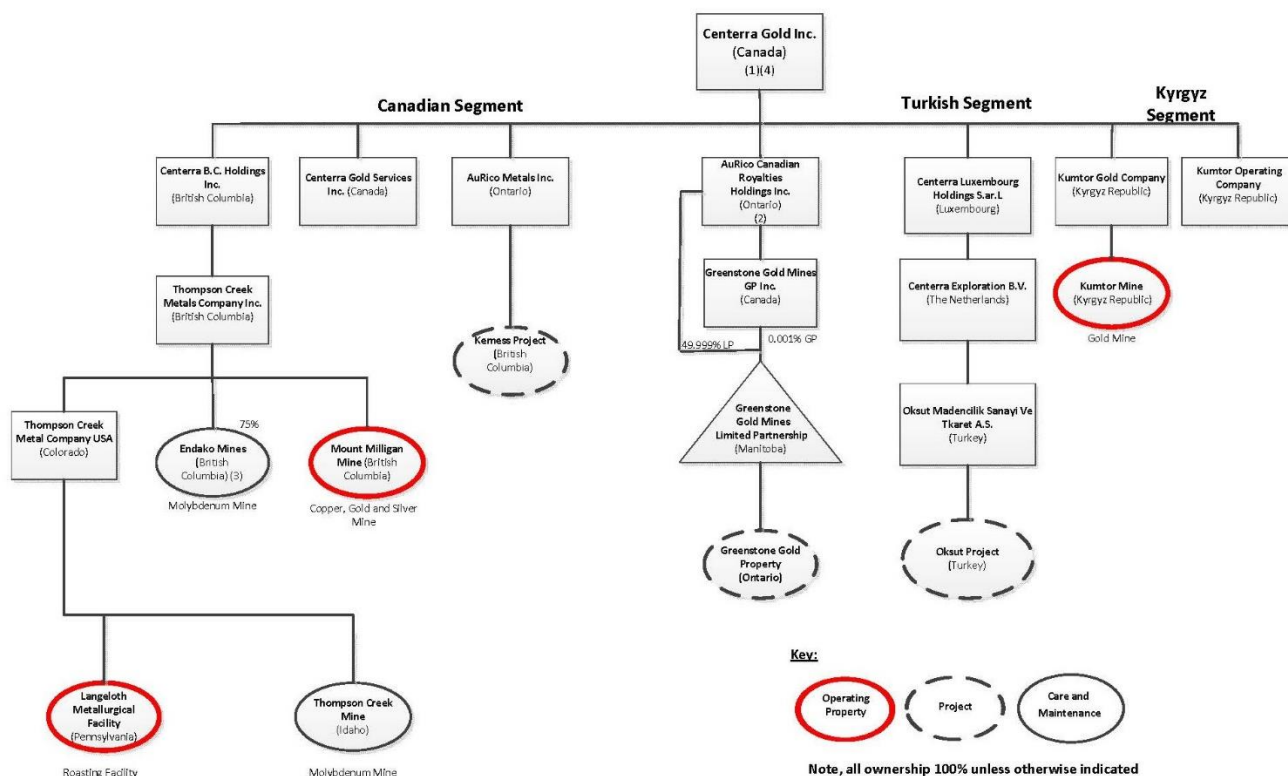 Centerra Gold Inc.
(Canada)
(1)(4)
Canadian Segment
Turkish Segment
Kyrgyz
Segment
Centerra B.C. Holdings
Inc.
(British Columbia)
Centerra Gold Services
Inc. (Canada)
AuRico Metals Inc.
(Ontario)
AuRico Canadian
Royalties
Holdings Inc.
(Ontario)
(2)
Centerra Luxembourg
Holdings S.ar.L
(Luxembourg)
Kumtor Gold Company
(Kyrgyz Republic)
Kumtor Operating
Company
(Kyrgyz Republic)
Thompson Creek
Metals Company Inc.
(British Columbia)
Greenstone Gold Mines
GP Inc.
(Canada)
Centerra Exploration B.V.
(The Netherlands)
Kumtor Mine
(Kyrgyz Republic)
Gold Mine
Kemess Project
(British
Columbia)
49.999% LP
0.001% GP
Thompson Creek
Metal Company USA
(Colorado)
75%
Endako Mines
(British
Columbia) (3)
Molybdenum Mine
Mount Milligan
Mine (British
Columbia)
Copper, Gold and Silver
Mine
Greenstone
Gold Mines
Limited Partnership
(Manitoba)
Oksut Madencilik Sanayi Ve
Tkaret A.S.
(Turkey)
Greenstone Gold
Property
(Ontario)
Oksut Project
(Turkey)
Langeloth
Metallurgical
Facility
(Pennsylvania)
Roasting Facility
Thompson Creek
Mine
(Idaho)
Molybdenum Mine
Key:
Operating
Property
Project
Care and
Maintenance
Note, all ownership 100% unless otherwise indicated